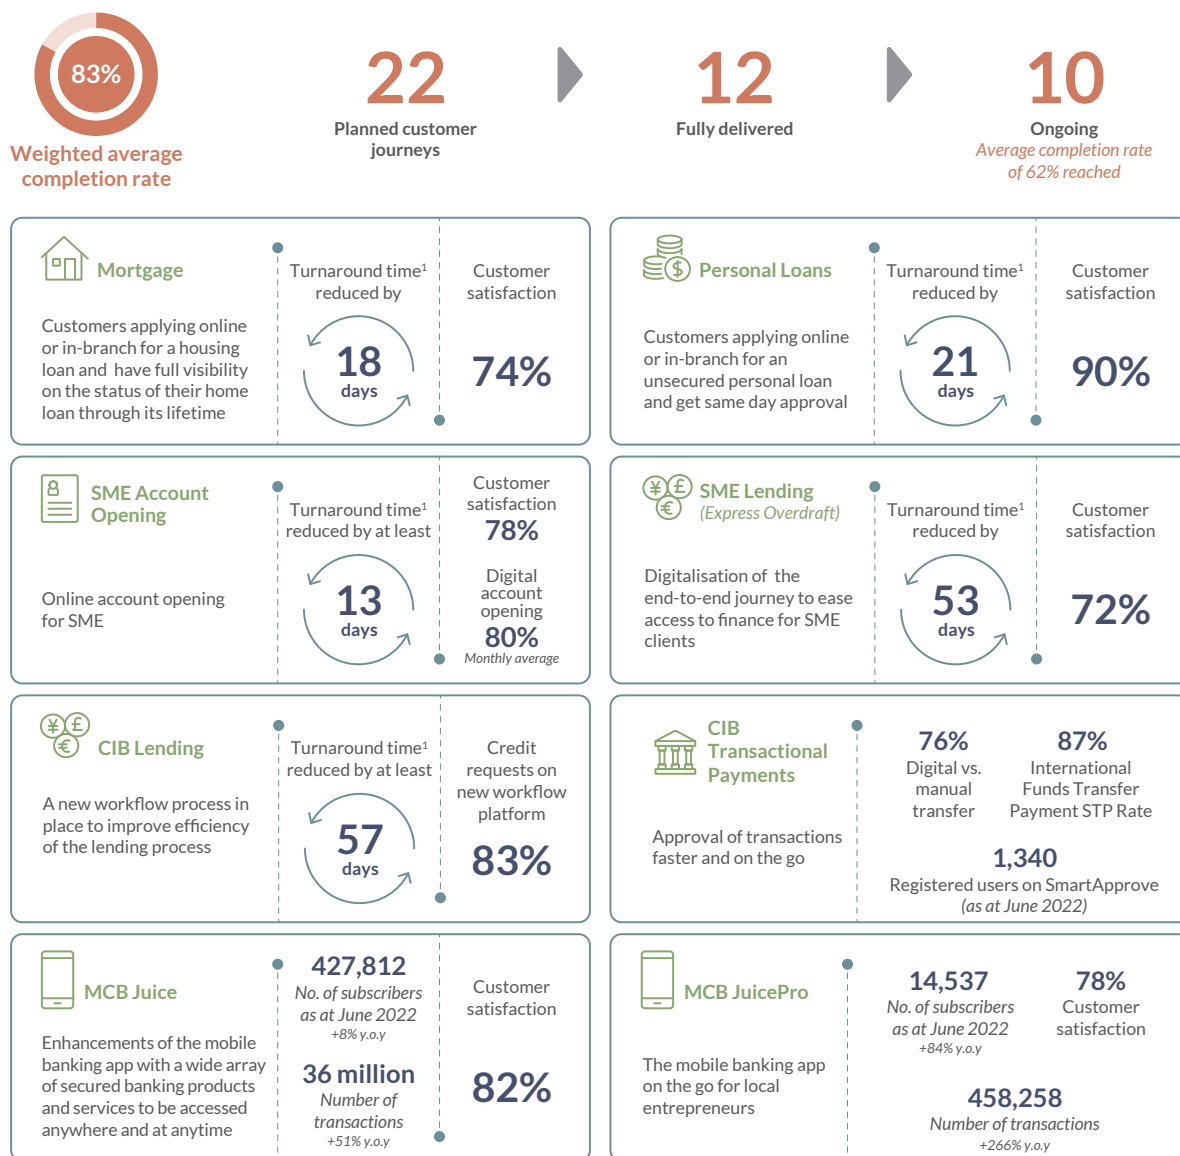 83%
Weighted average
completion rate
22
Planned customer
journeys
12
Fully delivered
10
Ongoing
Average completion rate
of 62% reached
Mortgage
Customers applying online
or in-branch for a housing
loan and have full visibility
on the status of their home
loan through its lifetime
Turnaround time1
reduced by
18
days
Customer
satisfaction
74%
$
Personal Loans
Customers applying online
or in-branch for an
unsecured personal loan
and get same day approval
Turnaround time1
reduced by
21
days
Customer
satisfaction
90%
SME Account
Opening
Online account opening
for SME
Turnaround time1
reduced by at least
13
days
Customer
satisfaction
78%
Digital
account
opening
80%
Monthly average
¥ £
€
SME Lending
(Express Overdraft)
Digitalisation of the
end-to-end journey to ease
access to finance for SME
clients
Turnaround time1
reduced by
53
days
Customer
satisfaction
72%
¥ £
€
CIB Lending
A new workflow process in
place to improve efficiency
of the lending process
Turnaround time1
reduced by at least
57
days
Credit
requests on
new workflow
platform
83%
CIB
Transactional
Payments
Approval of transactions
faster and on the go
76%
Digital vs.
manual
transfer
87%
International
Funds Transfer
Payment STP Rate
1,340
Registered users on SmartApprove
(as at June 2022)
MCB Juice
Enhancements of the mobile
banking app with a wide array
of secured banking products
and services to be accessed
anywhere and at anytime
427,812
No. of subscribers
as at June 2022
+8% y.o.y
36 million
Number of
transactions
+51% y.o.y
Customer
satisfaction
82%
MCB JuicePro
The mobile banking app
on the go for local
entrepreneurs
14,537
No. of subscribers
as at June 2022
+84% y.o.y
78%
Customer
satisfaction
458,258
Number of transactions
+266% y.o.y